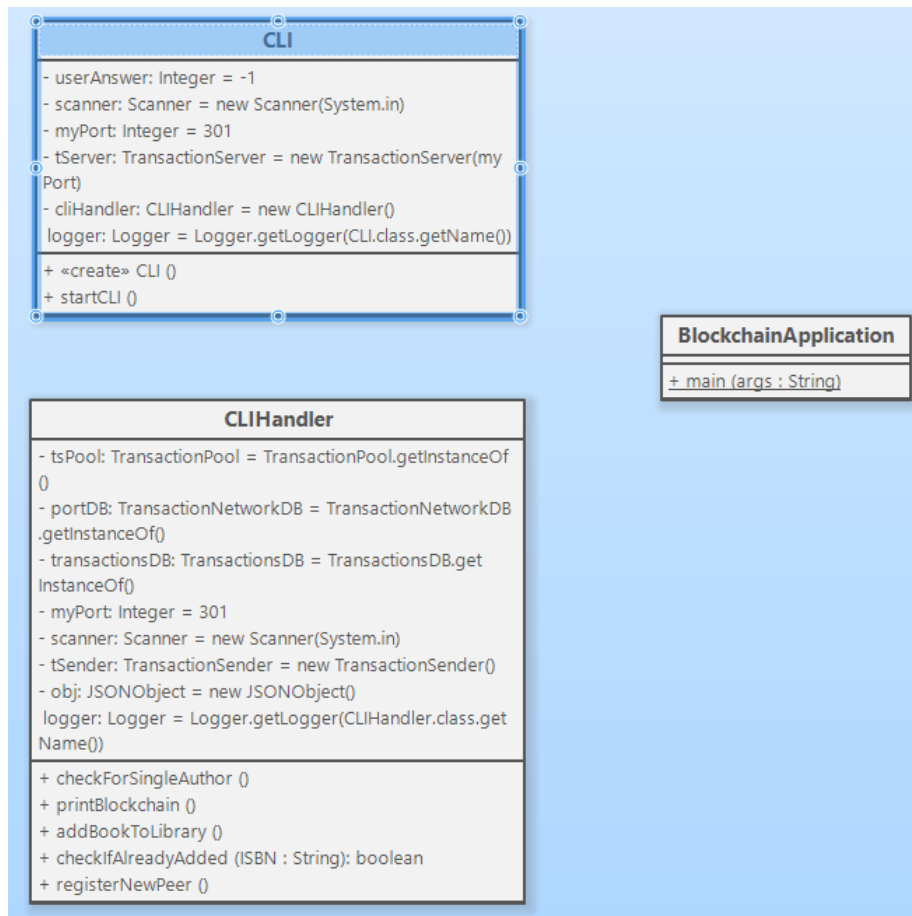 CLI
- userAnswer: Integer = -1
- scanner: Scanner = new Scanner(System.in)
- myPort: Integer = 301
- tServer: TransactionServer = new TransactionServer(my
Port)
- cliHandler: CLIHandler = new CLIHandler()
logger: Logger = Logger.getLogger(CLI.class.getName())
+ «create» CLI ()
+ startCLI ()
BlockchainApplication
+ main (args : String)
CLIHandler
- tsPool: TransactionPool = TransactionPool.getInstanceOf
()
- portDB: TransactionNetworkDB = TransactionNetworkDB
.getInstanceOf()
- transactionsDB: TransactionsDB = TransactionsDB.get
InstanceOf()
- myPort: Integer = 301
- scanner: Scanner = new Scanner(System.in)
- tSender: TransactionSender = new TransactionSender()
- obj: JSONObject = new JSONObject()
logger: Logger = Logger.getLogger(CLIHandler.class.get
Name())
+ checkForSingleAuthor ()
+ printBlockchain ()
+ addBookToLibrary ()
+ checkIfAlreadyAdded (ISBN : String): boolean
+ registerNewPeer ()